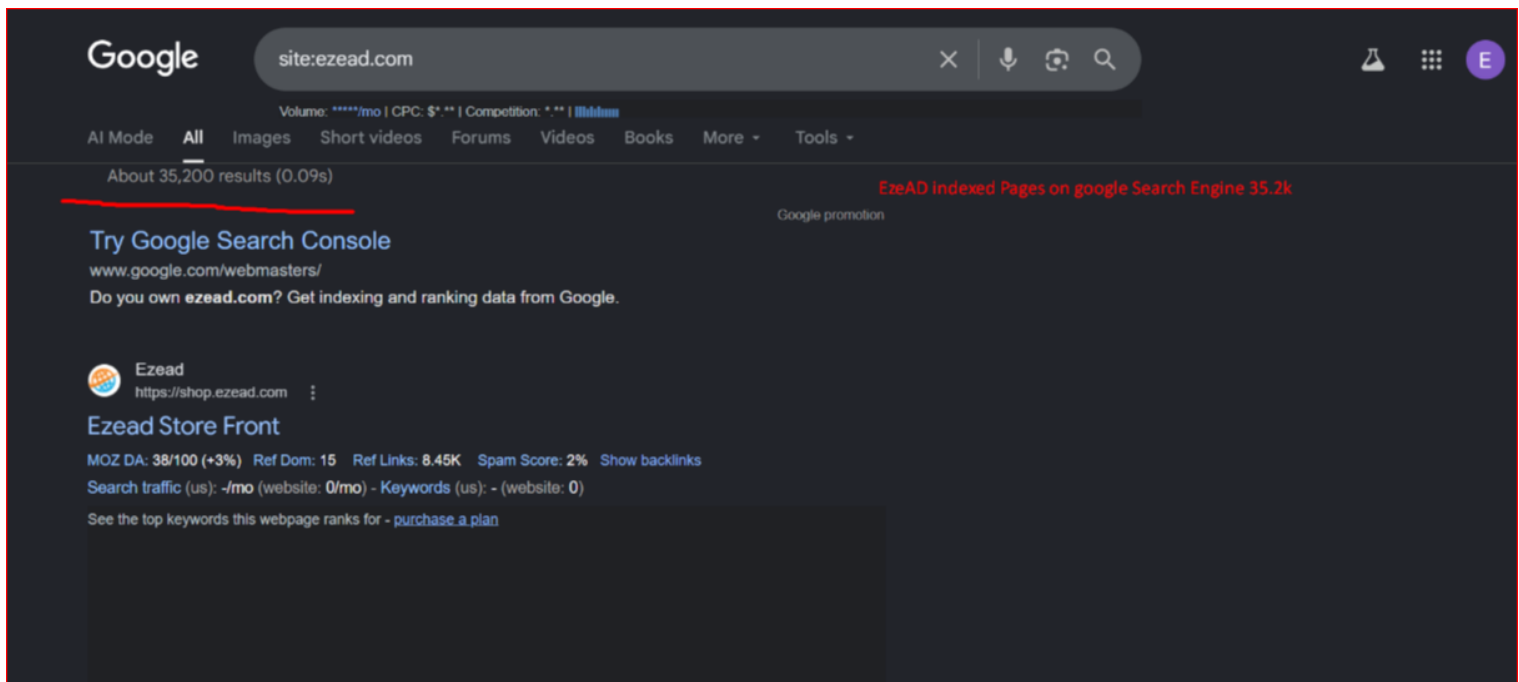 Google
site:ezead.com
E
Volume: *****/mo | CPC: $*.** | Competition: *.** |
AI Mode All Images Short videos Forums Videos Books More Tools
About 35,200 results (0.09s)
EzeAD indexed Pages on google Search Engine 35.2k
Google promotion
Try Google Search Console
www.google.com/webmasters/
Do you own ezead.com? Get indexing and ranking data from Google.
Ezead
https://shop.ezead.com
Ezead Store Front
MOZ DA: 38/100 (+3%) Ref Dom: 15 Ref Links: 8.45K Spam Score: 2% Show backlinks
Search traffic (us): -/mo (website: 0/mo) - Keywords (us): - (website: 0)
See the top keywords this webpage ranks for - purchase a plan